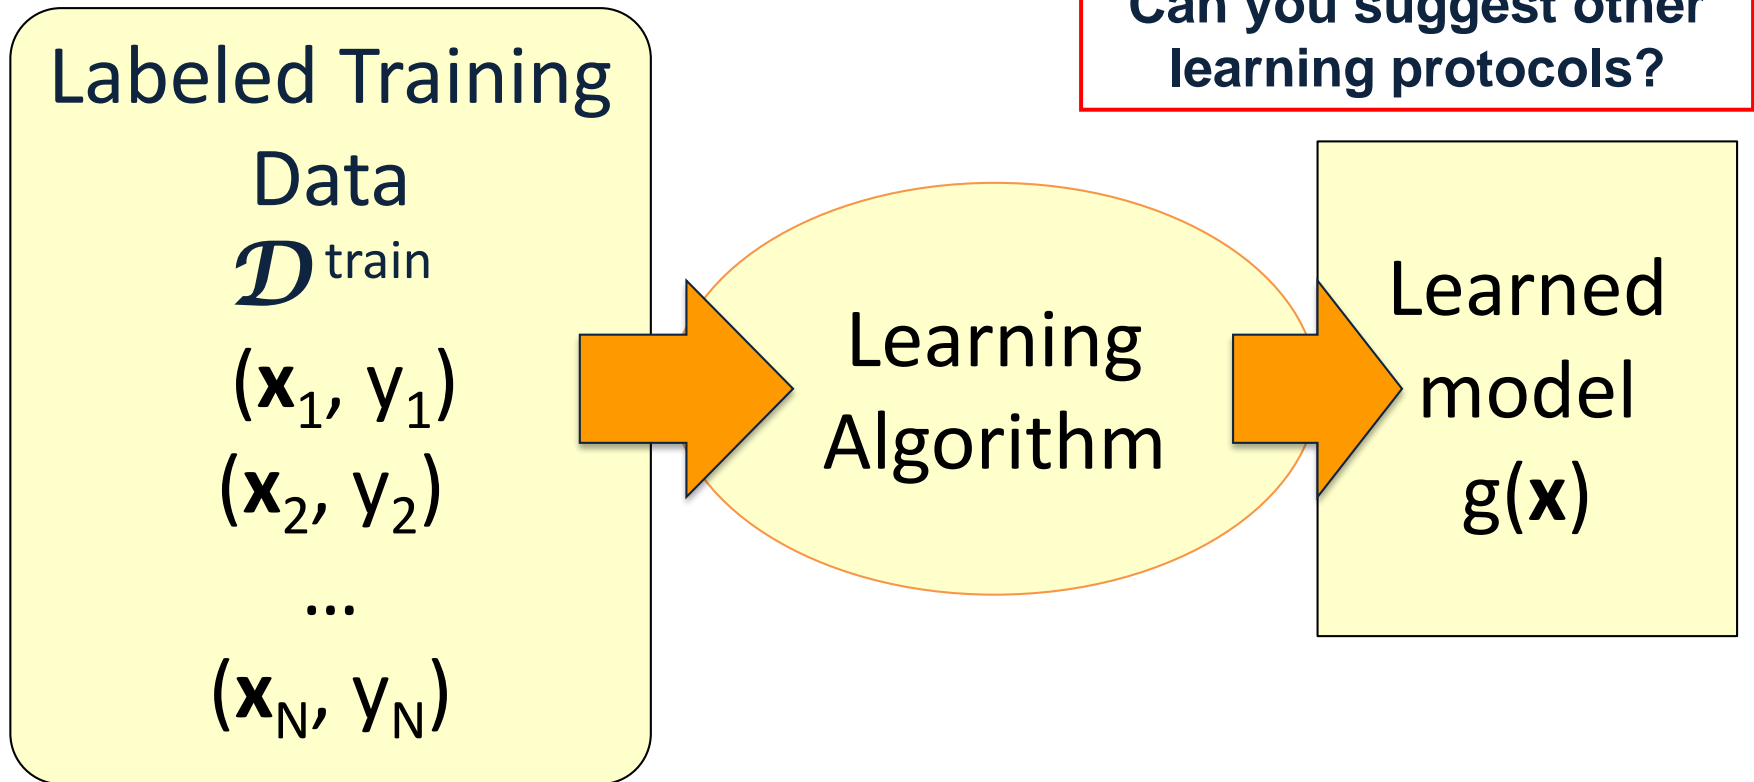 Can you suggest other
learning protocols?
Labeled Training
Data
𝒟 train
(x1, y1)
(x2, y2)
...
(xN, yN)
Learning
Algorithm
Learned
model
g(x)